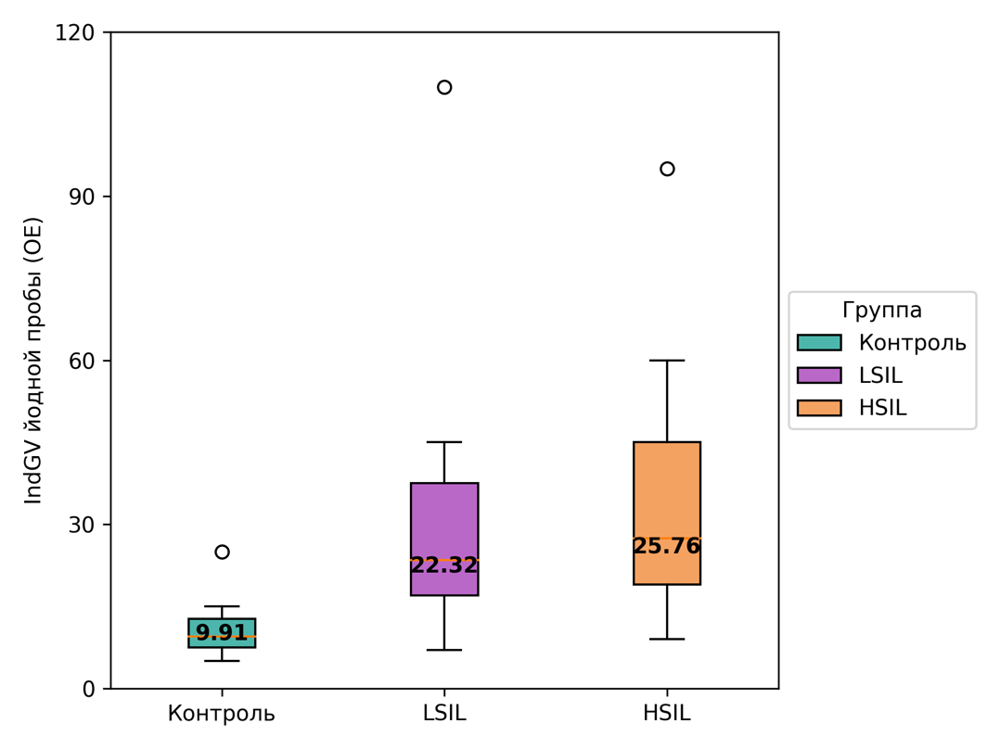 120
90
60
30
0
IndGV йодной пробы (ОЕ)
9.91
22.32
25.76
Контроль
LSIL
HSIL
Группа
Контроль
LSIL
HSIL